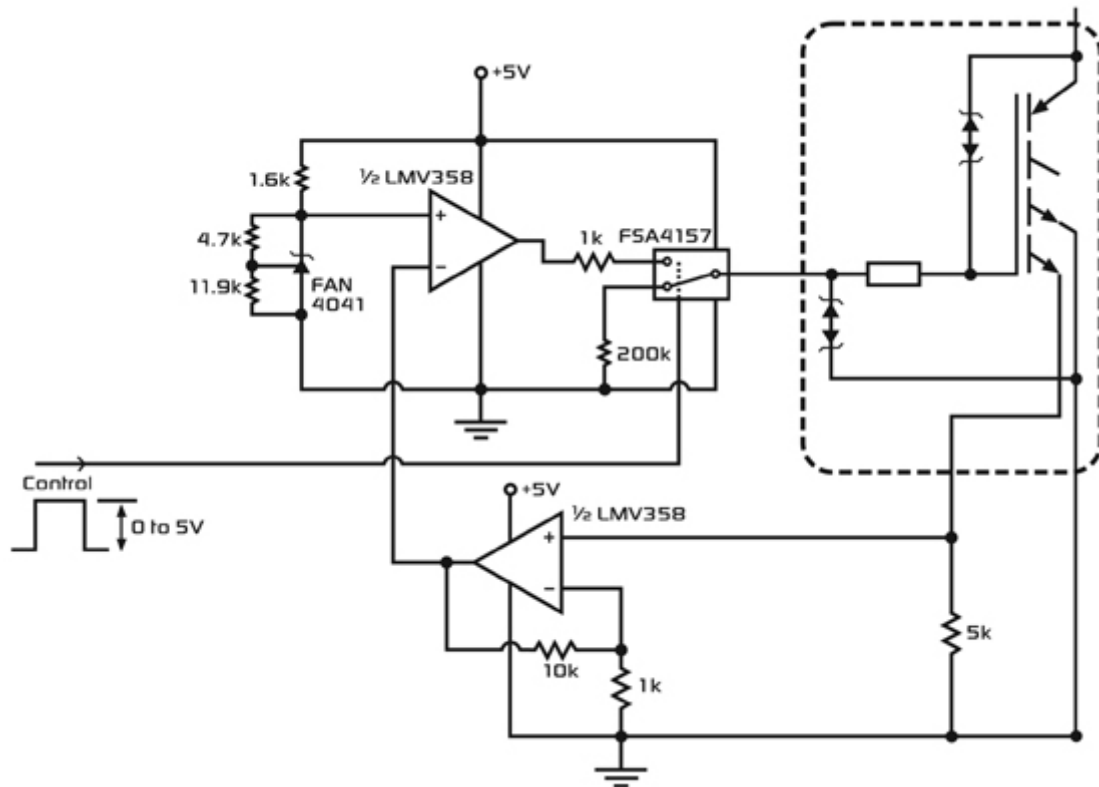 +5V
1.6k
½ LMV358
4.7k
+
1k
FSA4157
−
11.9k
FAN
4041
200k
Control
0 to 5V
+5V
½ LMV358
+
−
10k
1k
5k